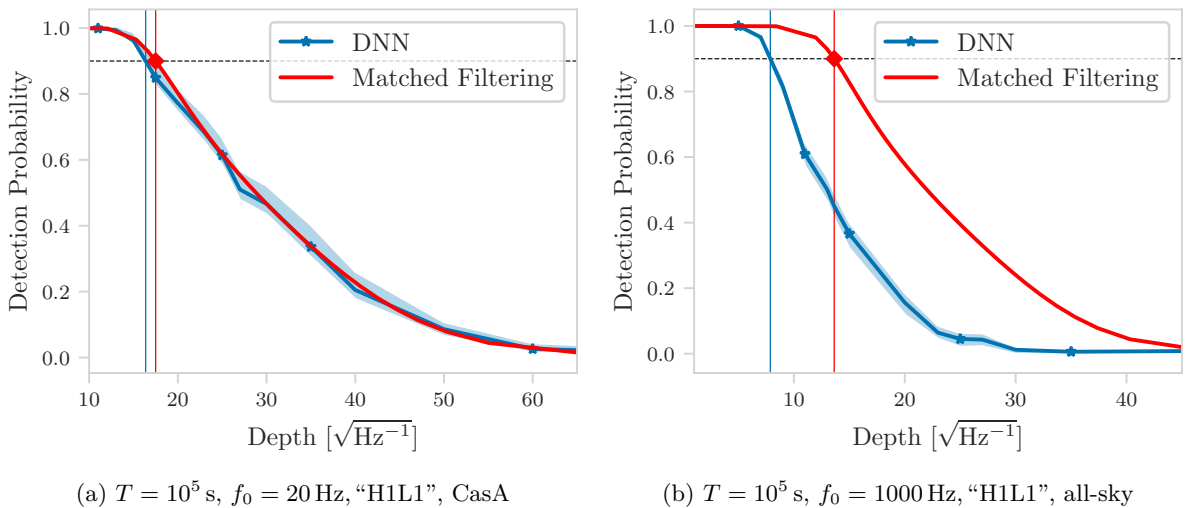 1.0
0.8
0.6
0.4
0.2
0.0
Detection Probability
DNN
Matched Filtering
10 20 30 40 50 60
Depth [√Hz⁻¹]
(a) T = 10⁵ s, f₀ = 20 Hz, “H1L1”, CasA
1.0
0.8
0.6
0.4
0.2
0.0
Detection Probability
DNN
Matched Filtering
10 20 30 40
Depth [√Hz⁻¹]
(b) T = 10⁵ s, f₀ = 1000 Hz, “H1L1”, all-sky